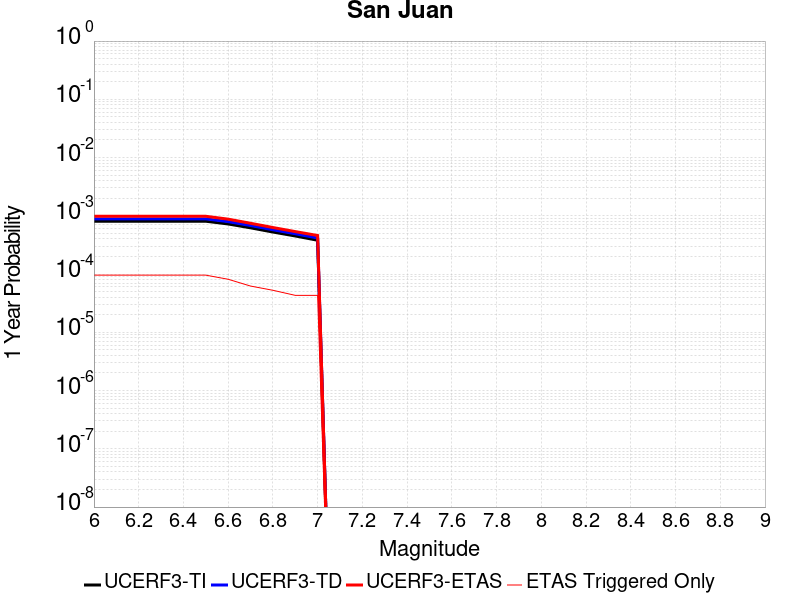 San Juan
10^0
10^-1
10^-2
10^-3
10^-4
10^-5
10^-6
10^-7
10^-8
1 Year Probability
6 6.2 6.4 6.6 6.8 7 7.2 7.4 7.6 7.8 8 8.2 8.4 8.6 8.8 9
Magnitude
UCERF3-TI UCERF3-TD UCERF3-ETAS ETAS Triggered Only